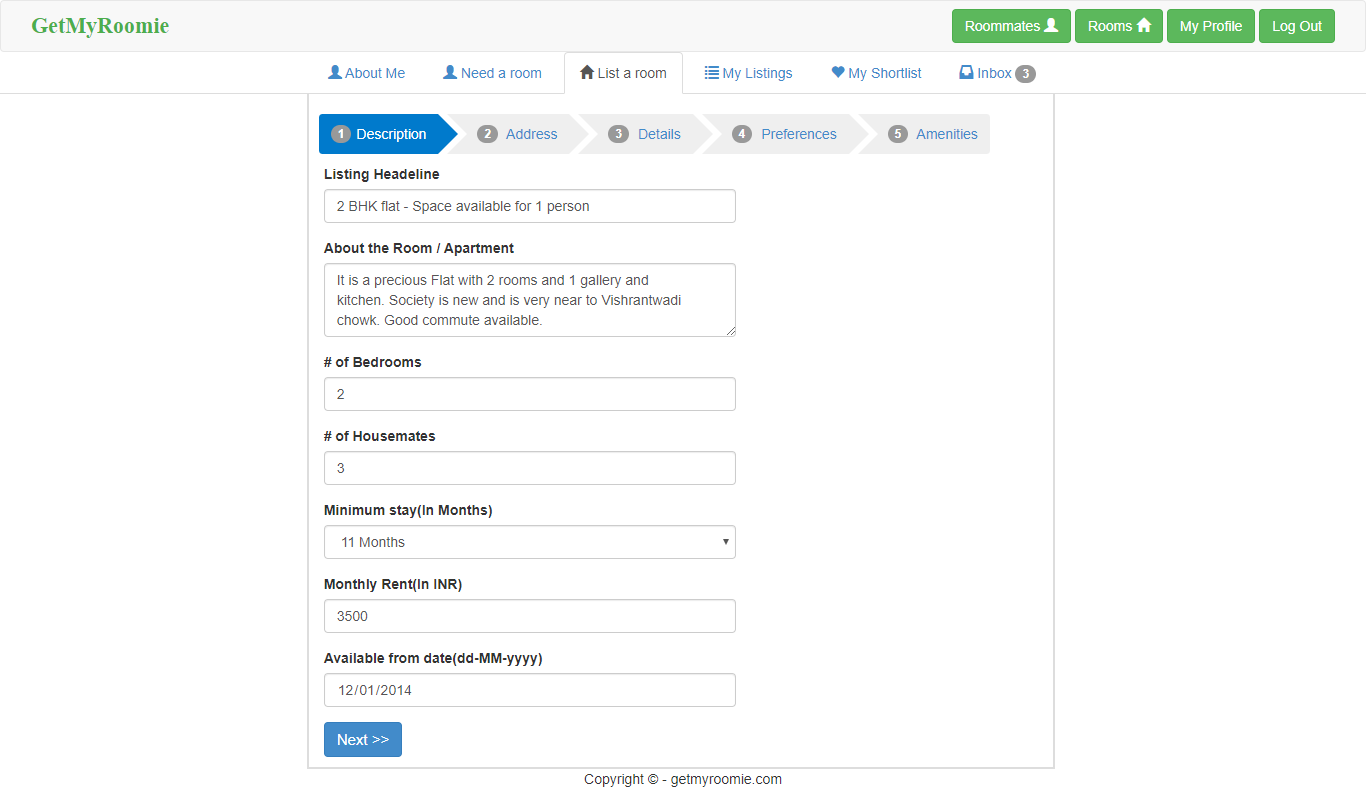 GetMyRoomie
Roommates Rooms My Profile Log Out
About Me Need a room List a room My Listings My Shortlist Inbox 3
1 Description 2 Address 3 Details 4 Preferences 5 Amenities
Listing Headeline
2 BHK flat - Space available for 1 person
About the Room / Apartment
It is a precious Flat with 2 rooms and 1 gallery and
kitchen. Society is new and is very near to Vishrantwadi
chowk. Good commute available.
# of Bedrooms
2
# of Housemates
3
Minimum stay(In Months)
11 Months
Monthly Rent(In INR)
3500
Available from date(dd-MM-yyyy)
12/01/2014
Next >>
Copyright © - getmyroomie.com